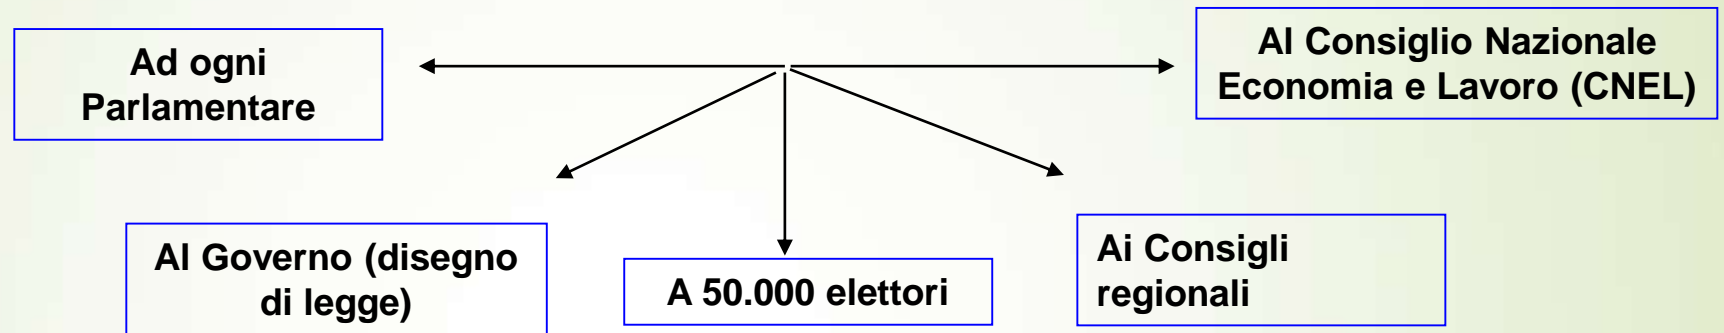 Ad ogni
Parlamentare
Al Consiglio Nazionale
Economia e Lavoro (CNEL)
Al Governo (disegno
di legge)
A 50.000 elettori
Ai Consigli
regionali